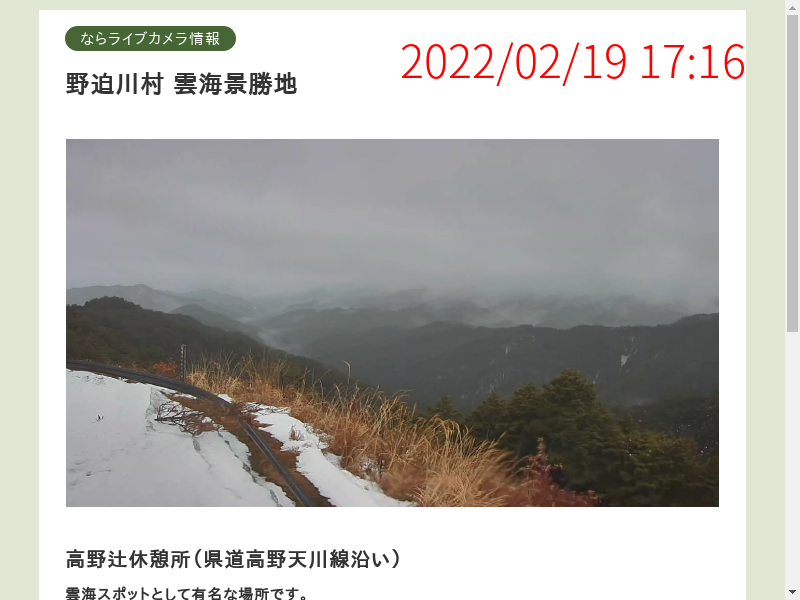 ならライブカメラ情報
2022/02/19 17:16
野迫川村 雲海景勝地
高野辻休憩所（県道高野天川線沿い）
雲海スポットとして有名な場所です。